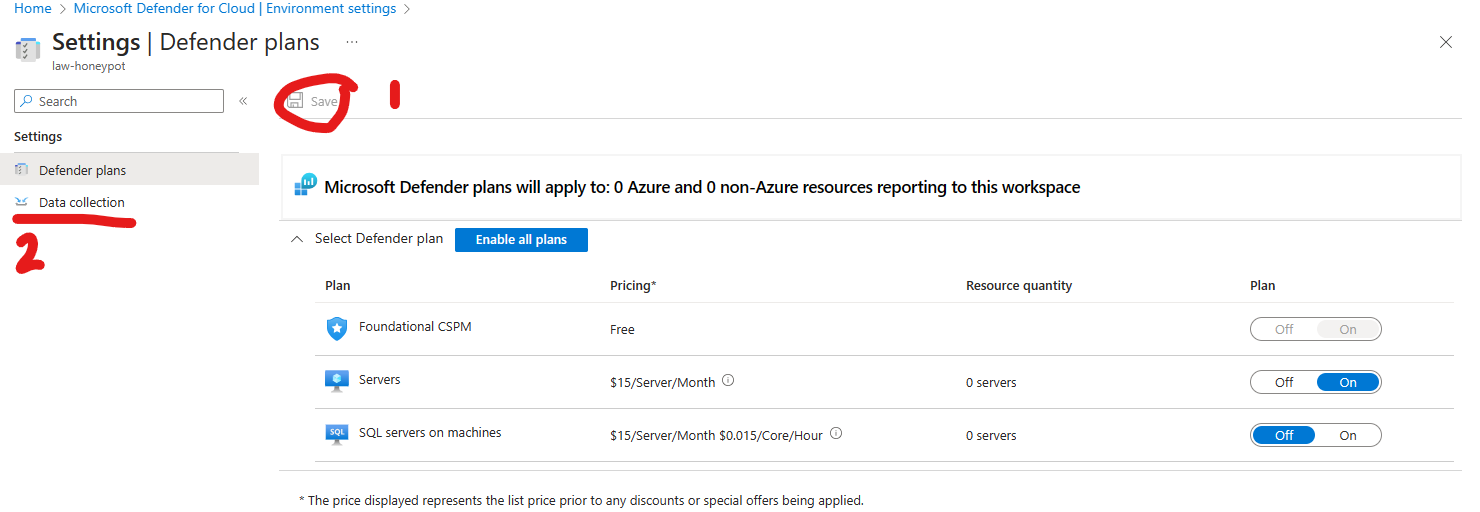 Home > Microsoft Defender for Cloud | Environment settings >
Settings | Defender plans ...
law-honeypot
Search «
Save 1
Settings
Defender plans
Data collection
2
Microsoft Defender plans will apply to: 0 Azure and 0 non-Azure resources reporting to this workspace
Select Defender plan Enable all plans
Plan Pricing* Resource quantity Plan
Foundational CSPM Free Off On
Servers $15/Server/Month 0 servers Off On
SQL SQL servers on machines $15/Server/Month $0.015/Core/Hour 0 servers Off On
* The price displayed represents the list price prior to any discounts or special offers being applied.